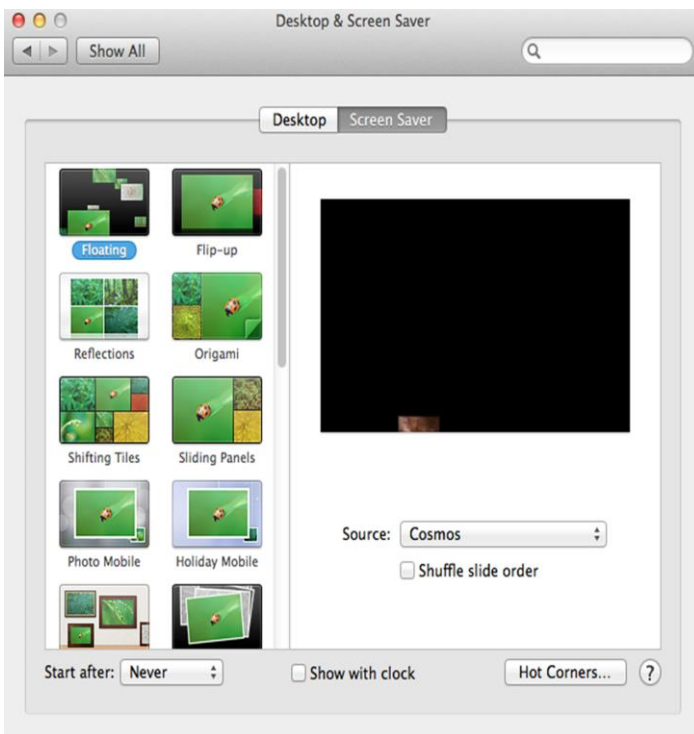 Desktop & Screen Saver
Show All
Desktop Screen Saver
Floating Flip-up
Reflections Origami
Shifting Tiles Sliding Panels
Photo Mobile Holiday Mobile
Source: Cosmos
Shuffle slide order
Start after: Never Show with clock Hot Corners... ?